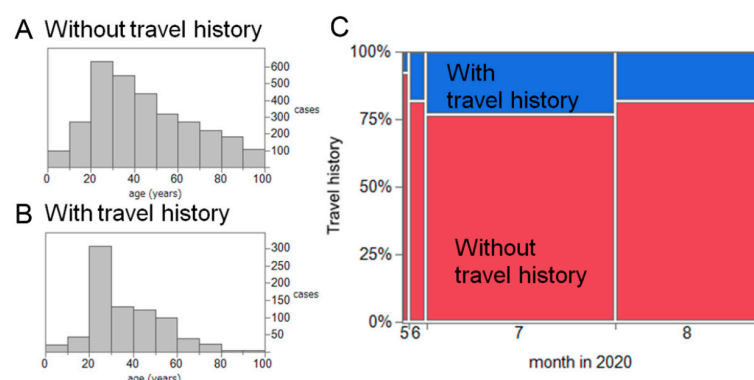 A Without travel history
600
500
400
300
200
100
cases
0 20 40 60 80 100
age (years)
B With travel history
300
250
200
150
100
50
cases
0 20 40 60 80 100
age (years)
C
100%
75%
50%
25%
0%
Travel history
With
travel history
Without
travel history
5 6 7 8
month in 2020